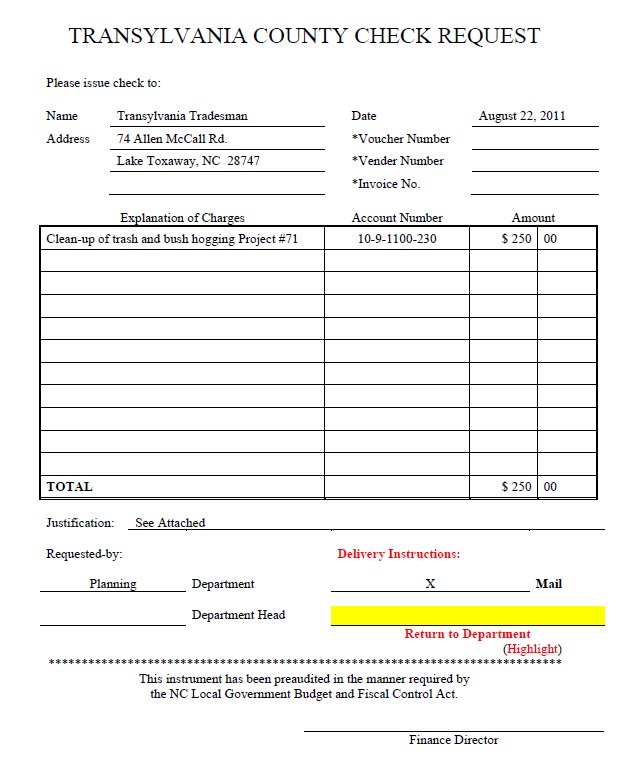 TRANSYLVANIA COUNTY CHECK REQUEST
Please issue check to:
Name Transylvania Tradesman Date August 22, 2011
Address 74 Allen McCall Rd. *Voucher Number
Lake Toxaway, NC 28747 *Vender Number
*Invoice No.
Explanation of Charges Account Number Amount
Clean-up of trash and bush hogging Project #71 10-9-1100-230 $ 250 00
TOTAL $ 250 00
Justification: See Attached
Requested-by: Delivery Instructions:
Planning Department X Mail
Department Head
Return to Department
(Highlight)
******************************************************************************
This instrument has been preaudited in the manner required by
the NC Local Government Budget and Fiscal Control Act.
Finance Director